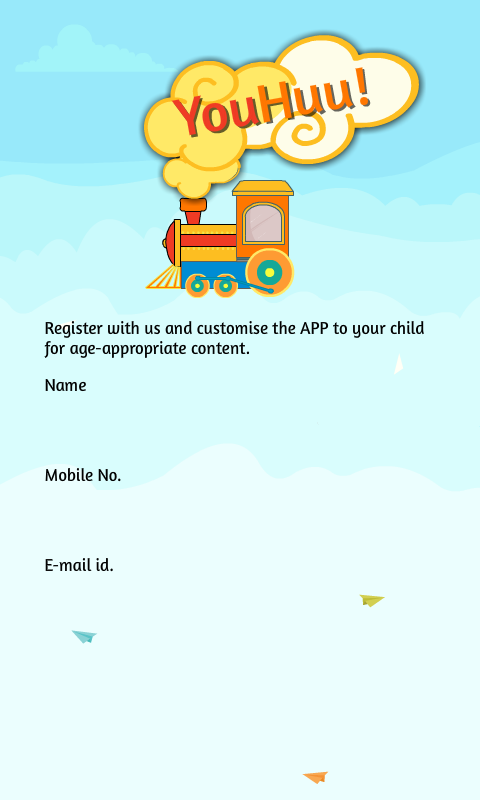 YouHuu!
Register with us and customise the APP to your child
for age-appropriate content.
Name
Mobile No.
E-mail id.